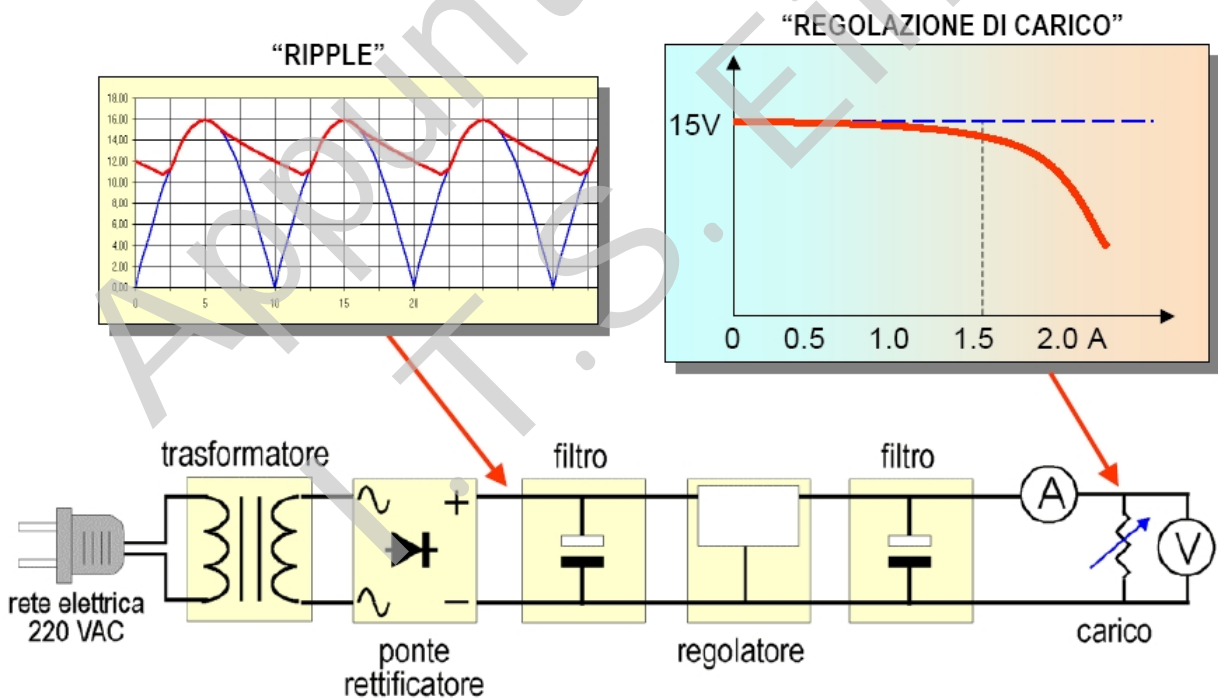 “REGOLAZIONE DI CARICO”
“RIPPLE”
18.00
16.00
14.00
12.00
10.00
8,00
6,00
4.00
2.00
0,00
0
5
10
15
20
15V
0 0.5 1.0 1.5 2.0 A
trasformatore
filtro
filtro
+
A
V
−
rete elettrica
220 VAC
ponte
rettificatore
regolatore
carico
Appun
I.T.S. Ein